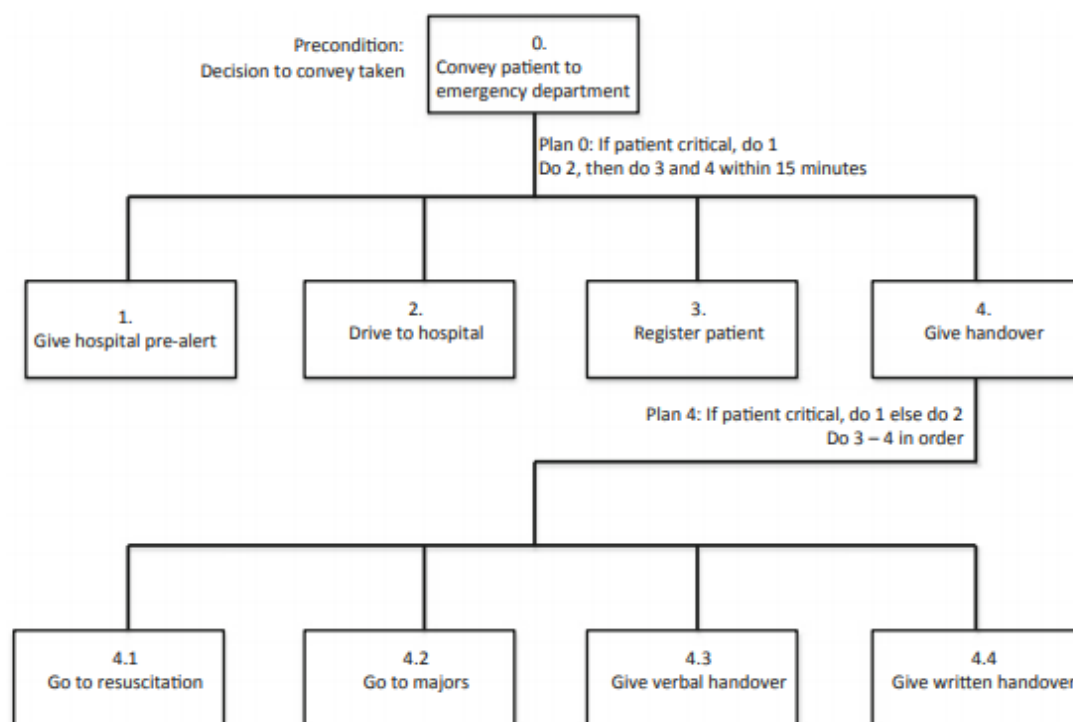 Precondition:
Decision to convey taken
0.
Convey patient to
emergency department
Plan 0: If patient critical, do 1
Do 2, then do 3 and 4 within 15 minutes
1.
Give hospital pre-alert
2.
Drive to hospital
3.
Register patient
4.
Give handover
Plan 4: If patient critical, do 1 else do 2
Do 3 – 4 in order
4.1
Go to resuscitation
4.2
Go to majors
4.3
Give verbal handover
4.4
Give written handover